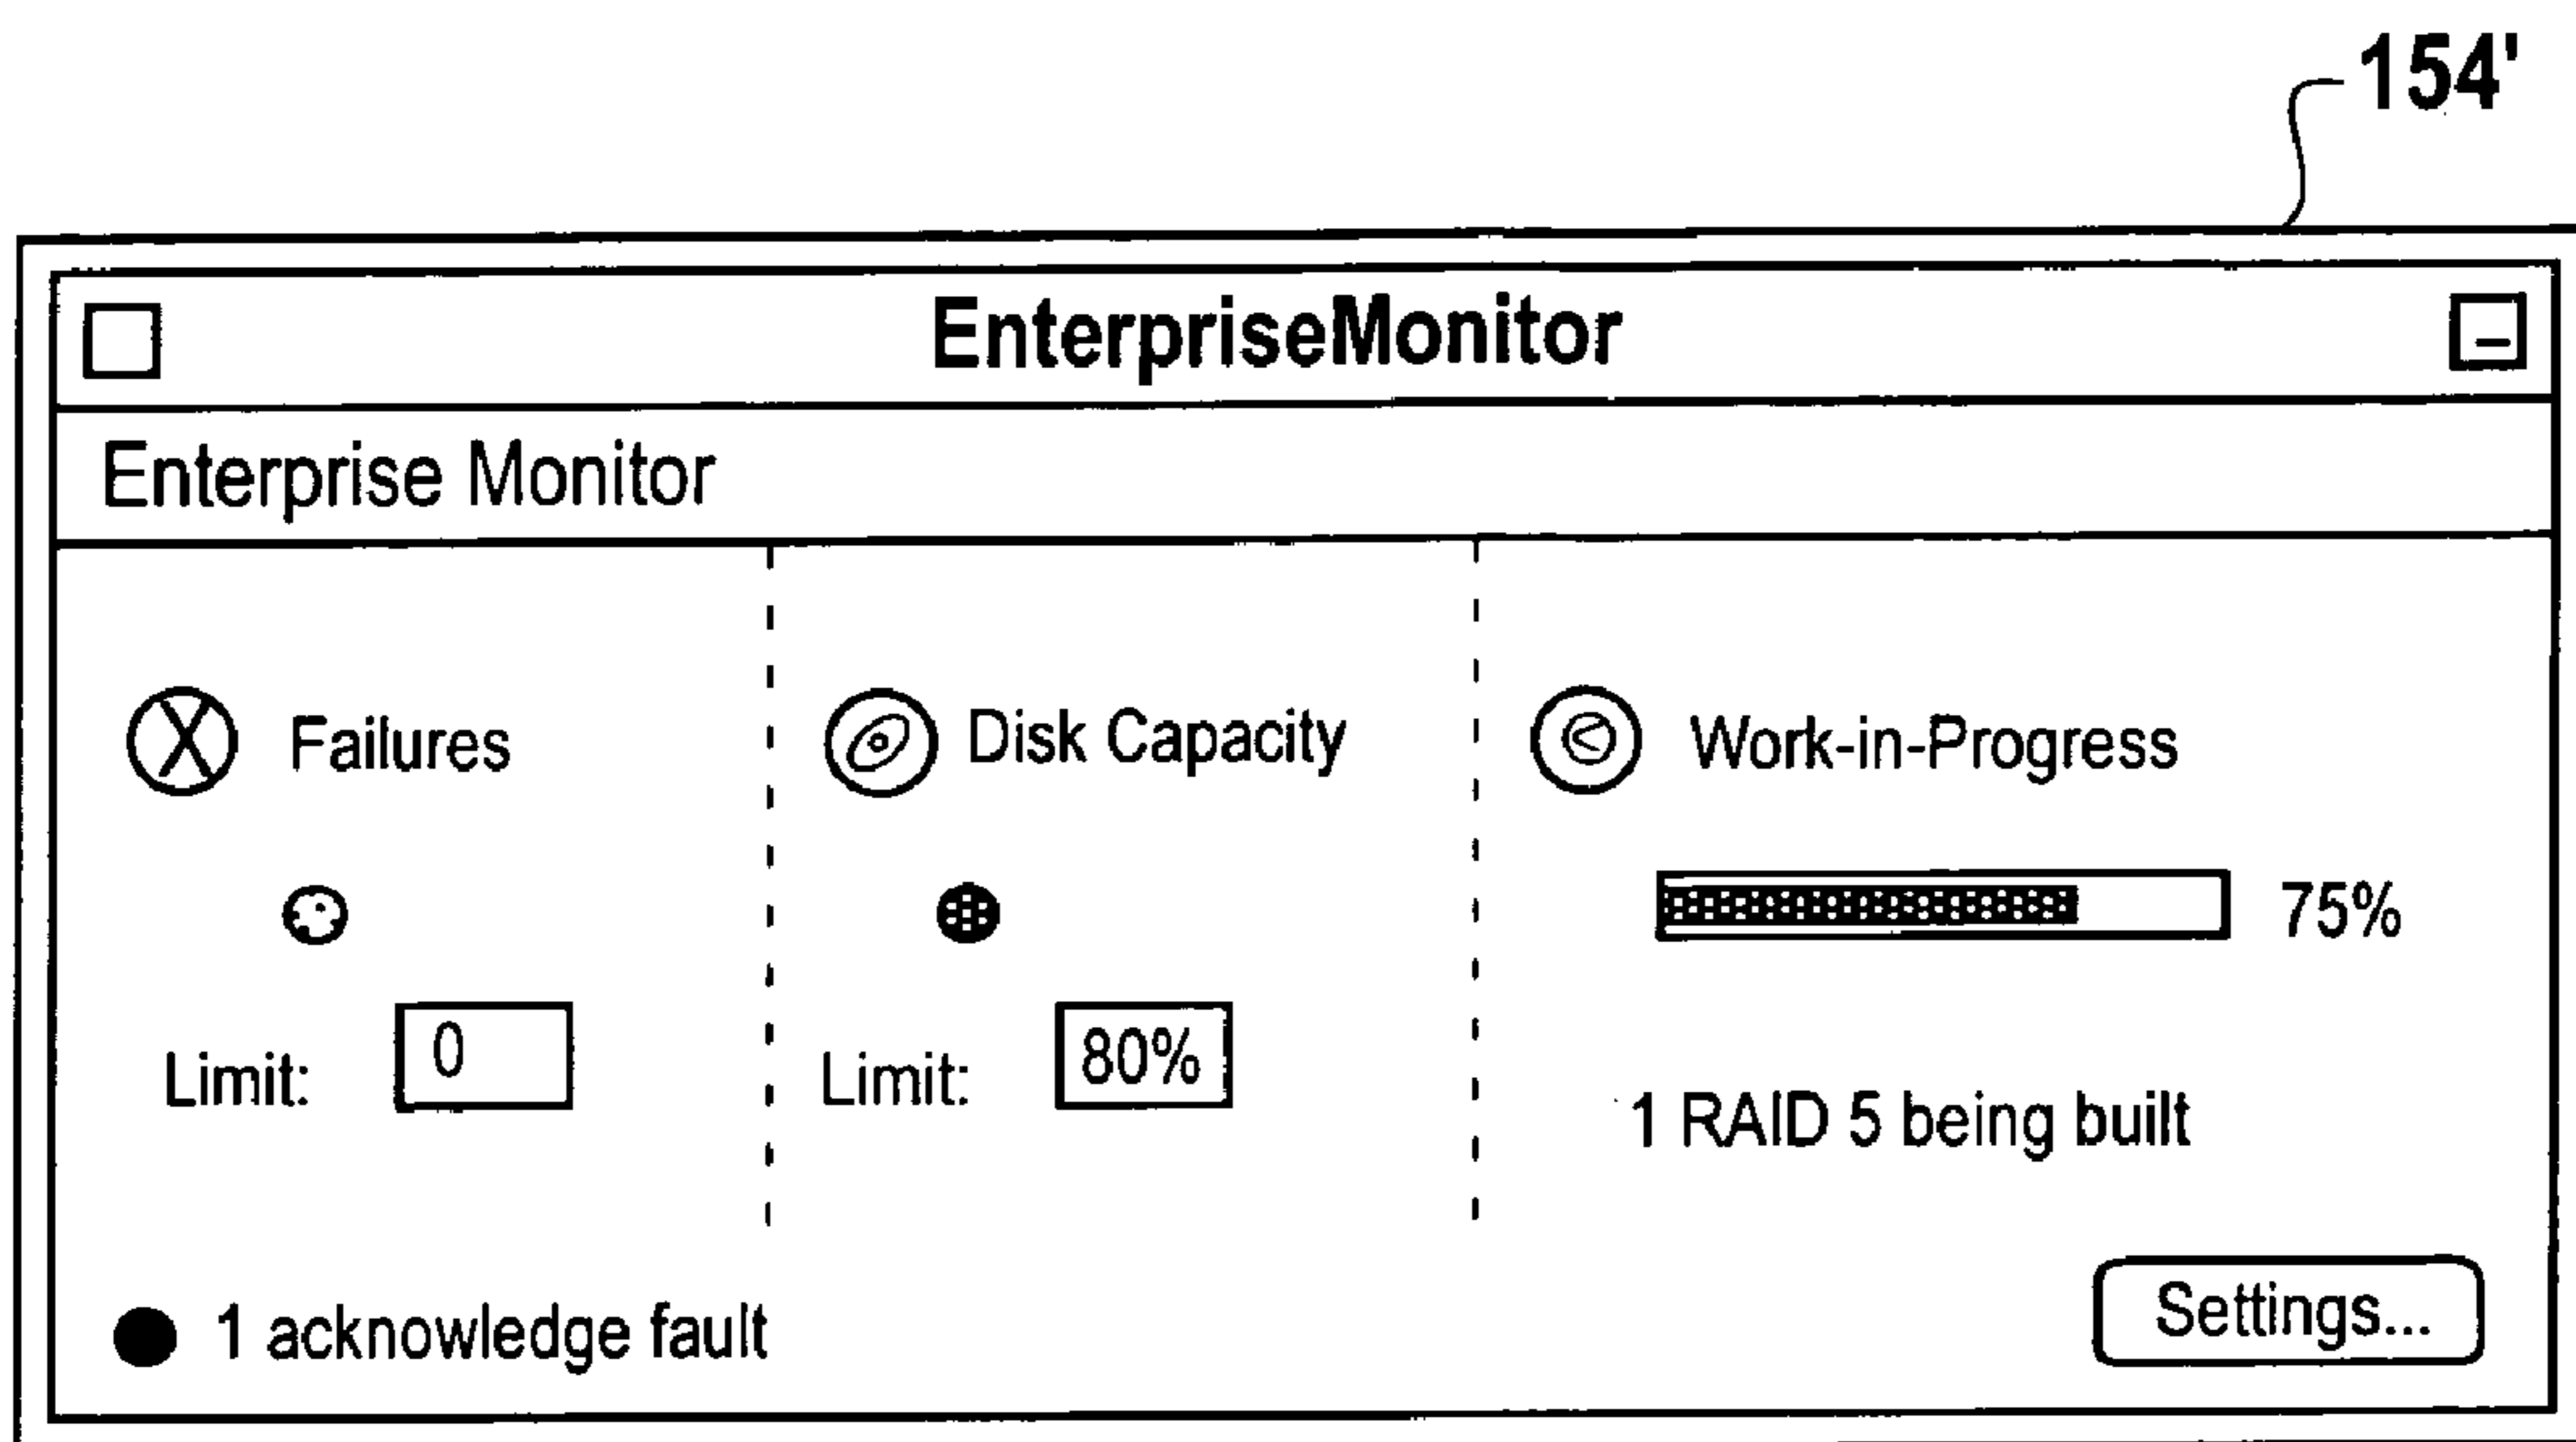 154'
EnterpriseMonitor
Enterprise Monitor
Failures
Limit: 0
Disk Capacity
Limit: 80%
Work-in-Progress
75%
1 RAID 5 being built
1 acknowledge fault
Settings...